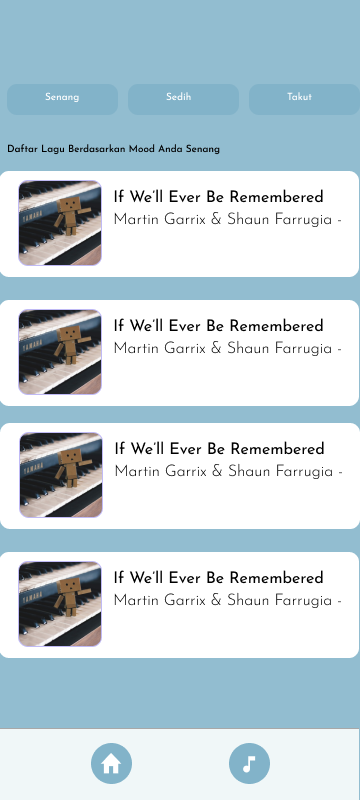 Senang Sedih Takut
Daftar Lagu Berdasarkan Mood Anda Senang
YAMAHA
If We'll Ever Be Remembered
Martin Garrix & Shaun Farrugia -
YAMAHA
If We'll Ever Be Remembered
Martin Garrix & Shaun Farrugia -
YAMAHA
If We'll Ever Be Remembered
Martin Garrix & Shaun Farrugia -
YAMAHA
If We'll Ever Be Remembered
Martin Garrix & Shaun Farrugia -